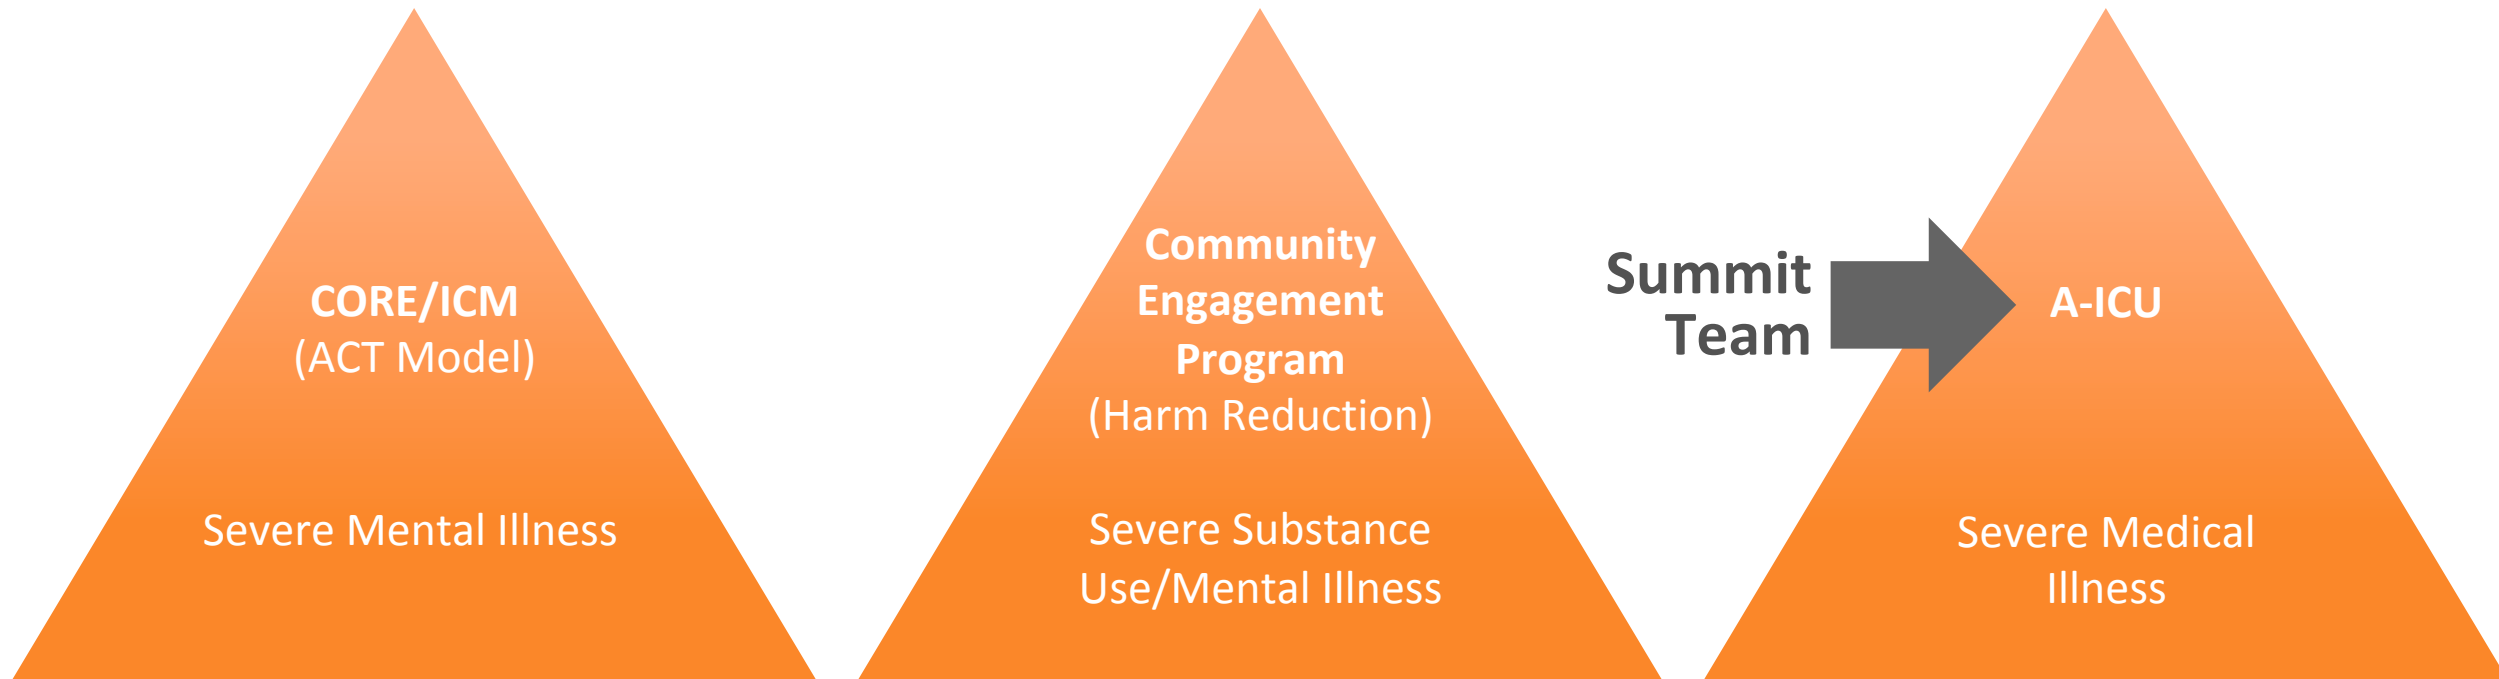 CORE/ICM
(ACT Model)
Severe Mental Illness
Community
Engagement
Program
(Harm Reduction)
Severe Substance
Use/Mental Illness
Summit
Team
A-ICU
Severe Medical
Illness